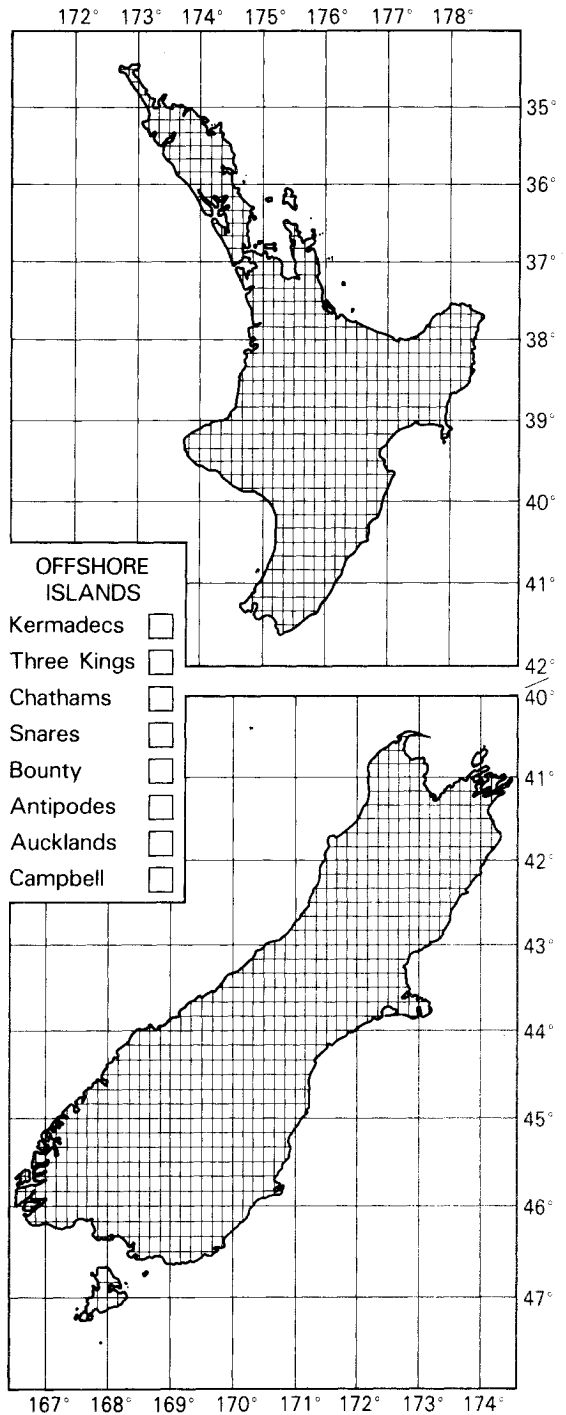 172° 173° 174° 175° 176° 177° 178°
35°
36°
37°
38°
39°
40°
41°
42°
OFFSHORE
ISLANDS
Kermadecs
Three Kings
Chathams
Snares
Bounty
Antipodes
Aucklands
Campbell
40°
41°
42°
43°
44°
45°
46°
47°
167° 168° 169° 170° 171° 172° 173° 174°